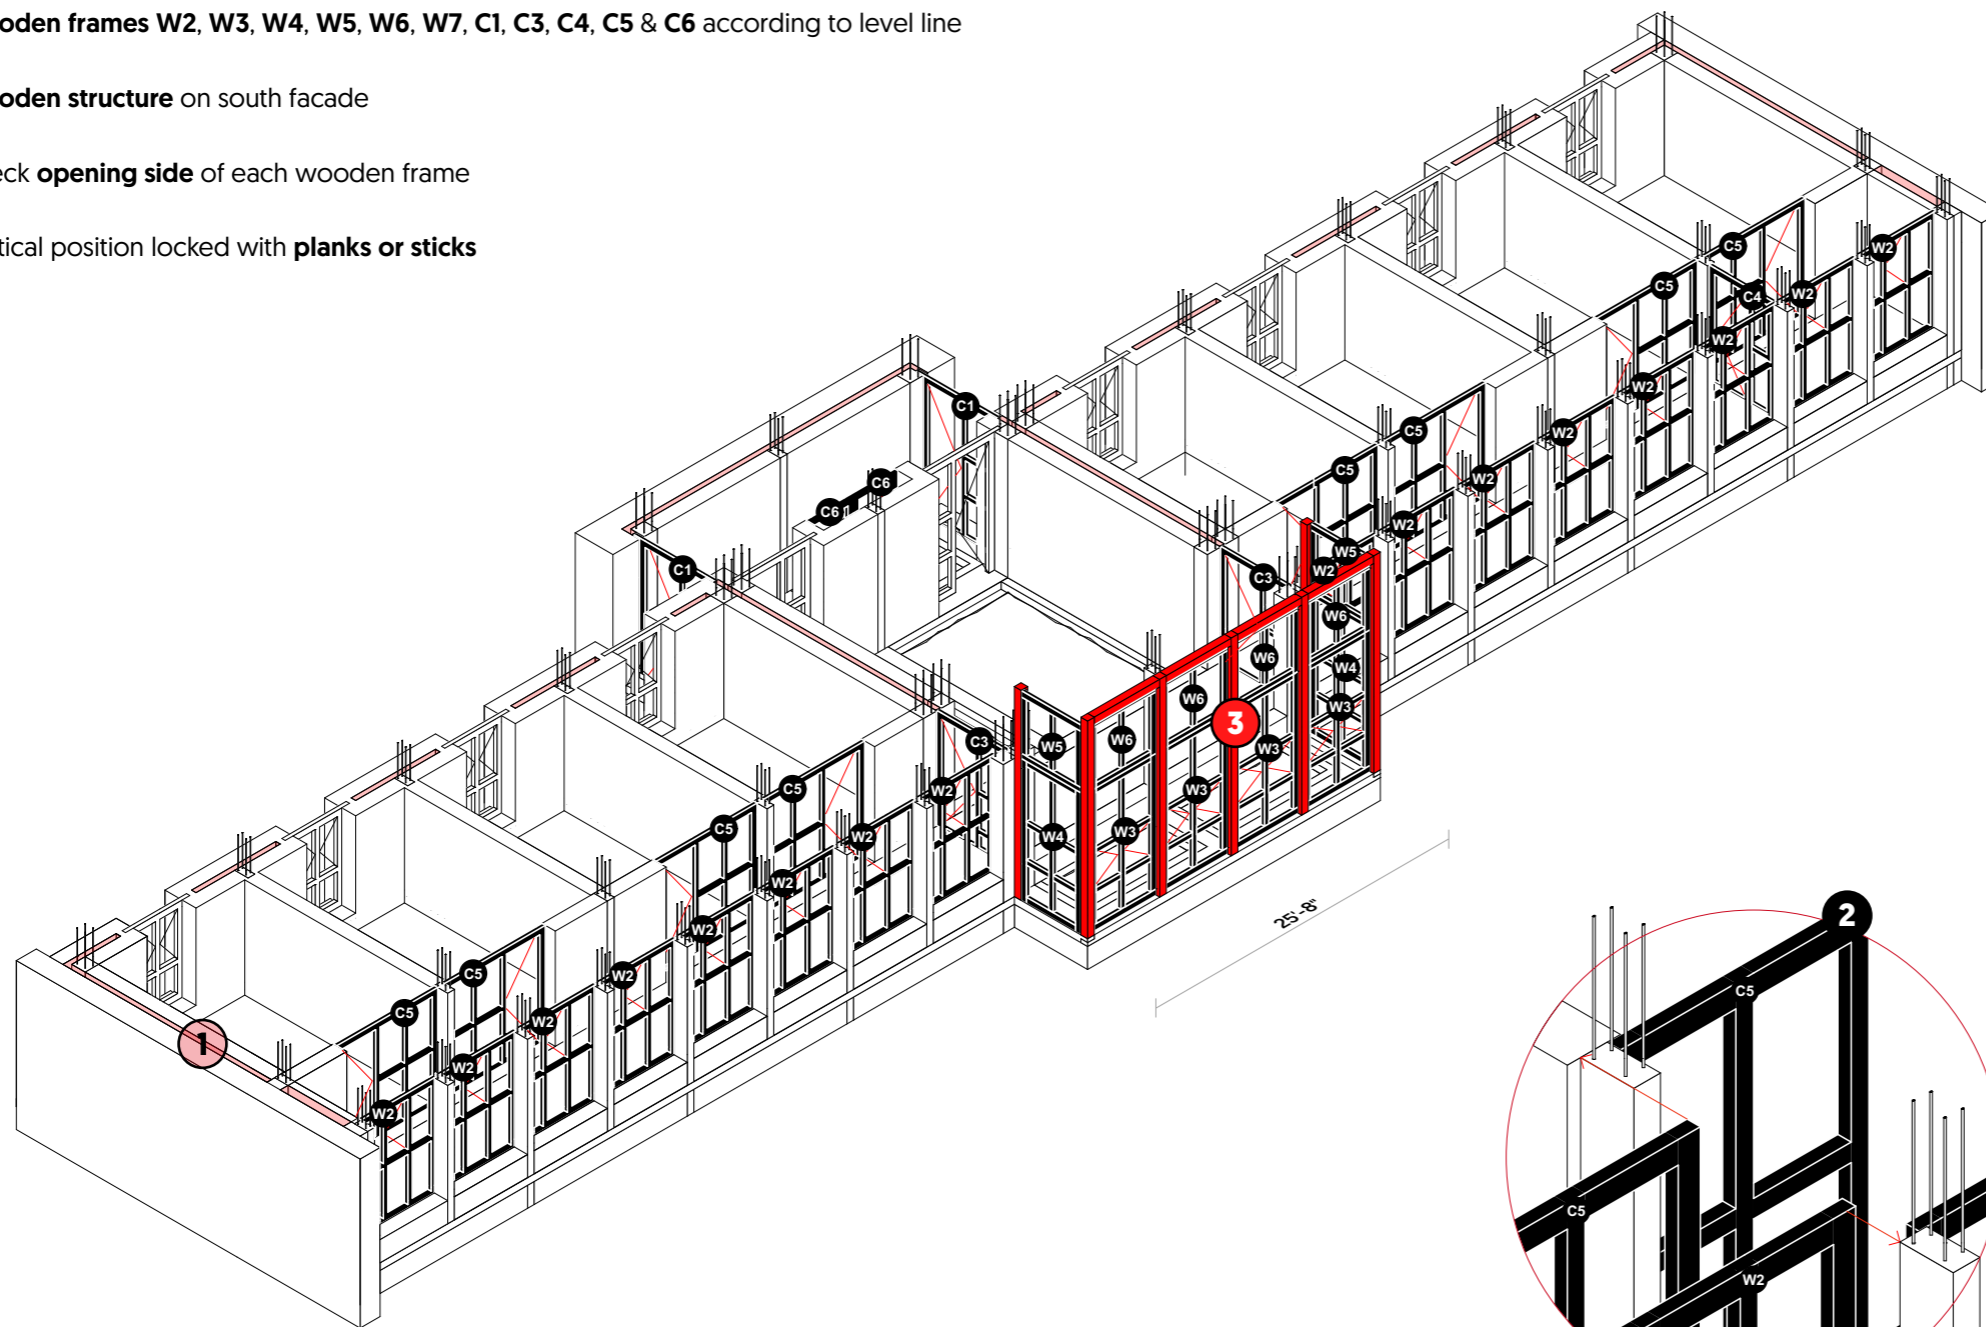 oden frames W2, W3, W4, W5, W6, W7, C1, C3, C4, C5 & C6 according to level line
oden structure on south facade
eck opening side of each wooden frame
tical position locked with planks or sticks
C5
W2
C5
C4
W2
W2
W2
C1
W2
C5
C5
W2
C6
C6
W2
W5
C1
W2
C3
W6
W6
W4
W6
W3
3
C3
W5
W6
W3
C5
W2
W3
C5
W2
W3
W4
W2
25'-8"
2
W2
C5
W2
C5
C5
1
W2
W2
W2
C5
C5
W2